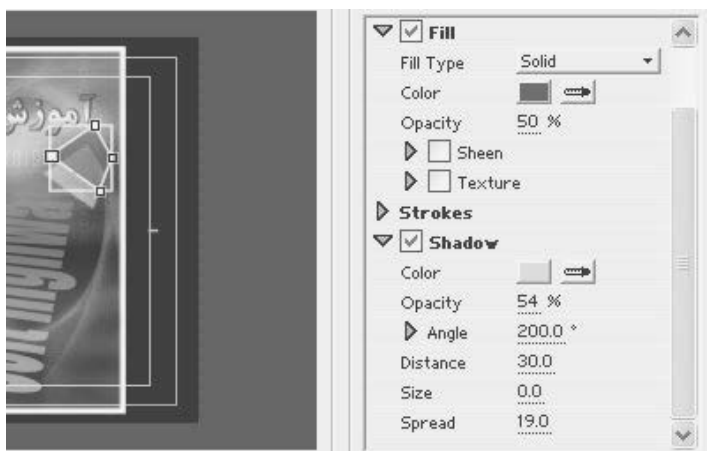 آموزش
Fill
Fill Type Solid
Color
Opacity 50 %
Sheen
Texture
Strokes
Shadow
Color
Opacity 54 %
Angle 200.0 °
Distance 30.0
Size 0.0
Spread 19.0